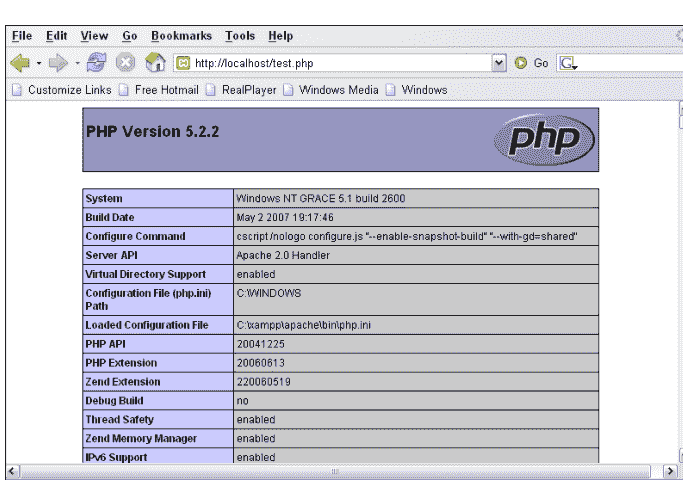 File Edit View Go Bookmarks Tools Help
http://localhost/test.php Go G
Customize Links Free Hotmail RealPlayer Windows Media Windows
PHP Version 5.2.2 php
System Windows NT GRACE 5.1 build 2600
Build Date May 2 2007 19:17:46
Configure Command cscript /nologo configure.js "--enable-snapshot-build" "--with-gd=shared"
Server API Apache 2.0 Handler
Virtual Directory Support enabled
Configuration File (php.ini) C:\WINDOWS
Path
Loaded Configuration File C:\xampp\apache\bin\php.ini
PHP API 20041225
PHP Extension 20060613
Zend Extension 220060519
Debug Build no
Thread Safety enabled
Zend Memory Manager enabled
IPv6 Support enabled